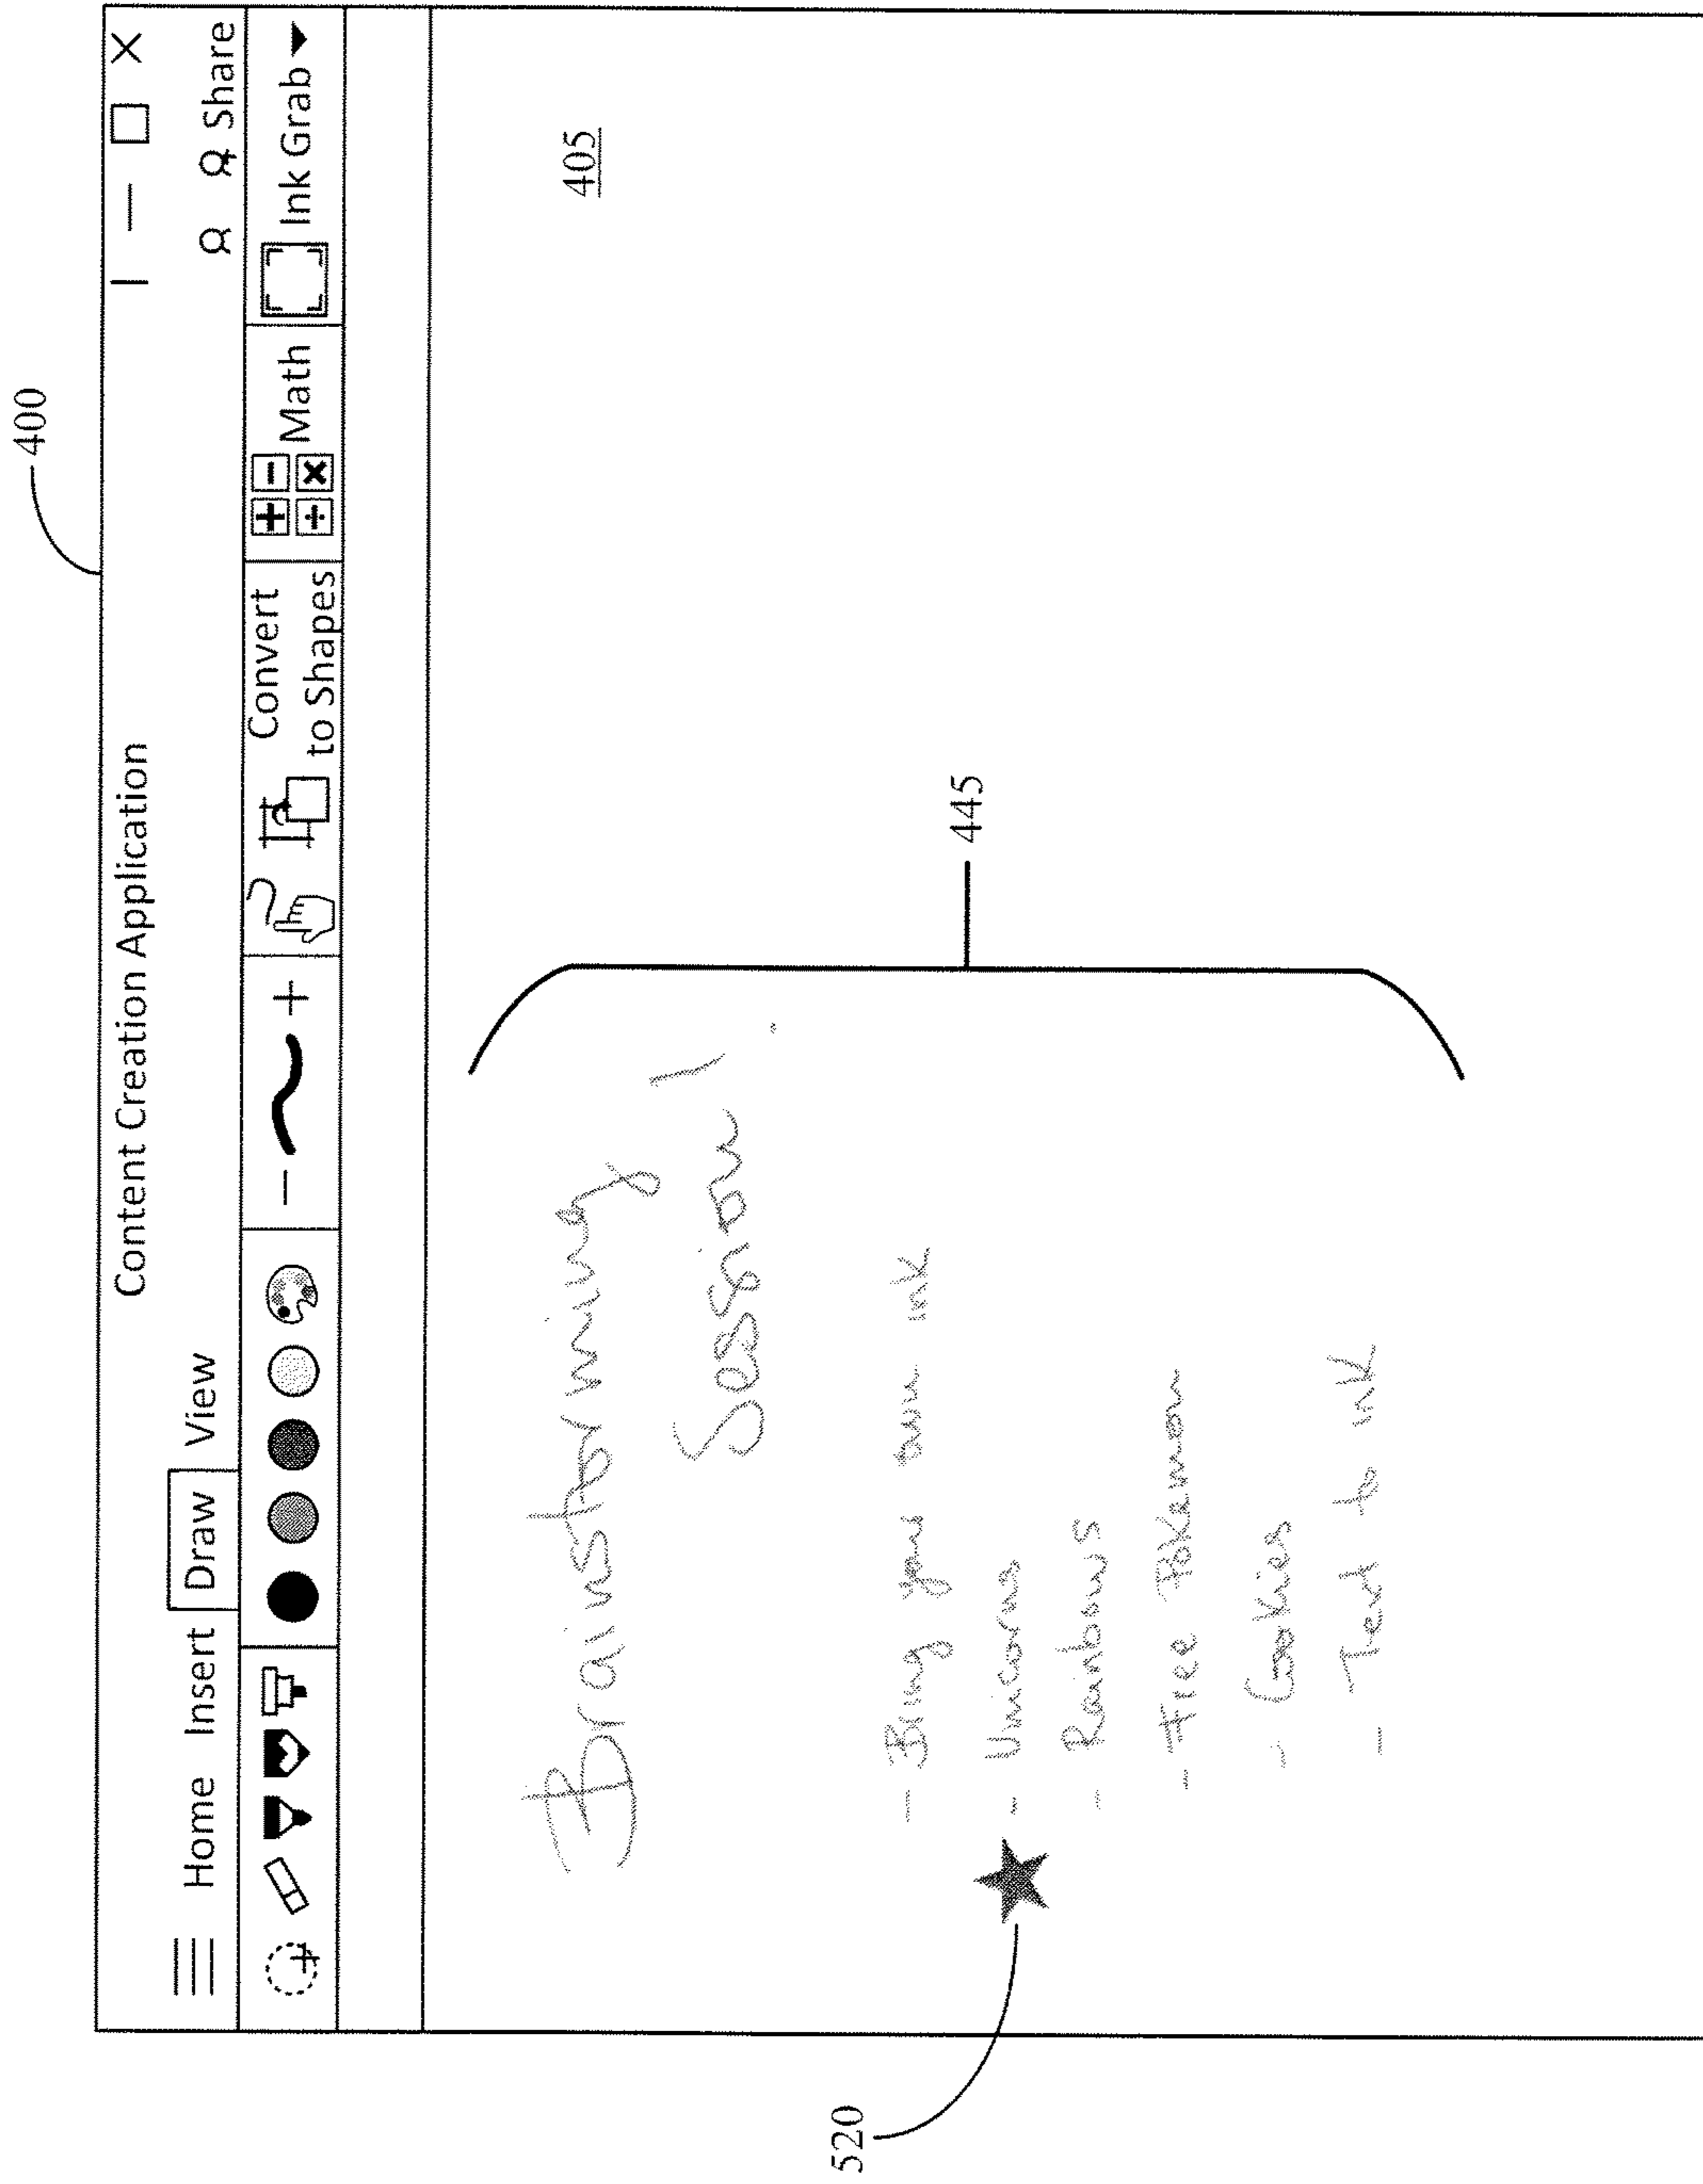 400
Content Creation Application
Home Insert Draw View
Share
Convert to Shapes
Math
Ink Grab
405
Brainstorming
Session!
- Bring your own ink
- Unicorns
- Rainbows
- Free Pokemon
- Cookies
- Text to ink
445
520